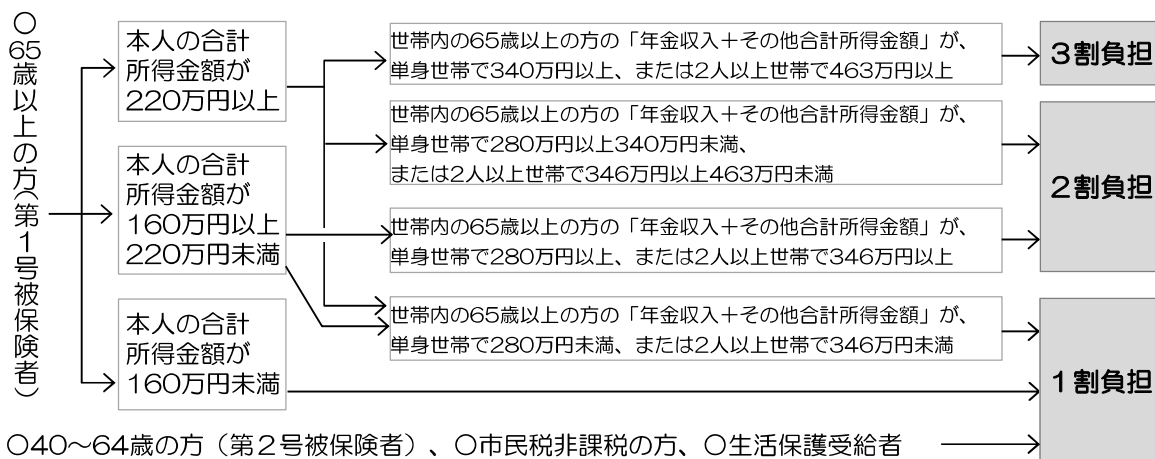 ○65歳以上の方(第1号被保険者)
本人の合計
所得金額が
220万円以上
世帯内の65歳以上の方の「年金収入+その他合計所得金額」が、
単身世帯で340万円以上、または2人以上世帯で463万円以上
3割負担
世帯内の65歳以上の方の「年金収入+その他合計所得金額」が、
単身世帯で280万円以上340万円未満、
または2人以上世帯で346万円以上463万円未満
2割負担
本人の合計
所得金額が
160万円以上
220万円未満
世帯内の65歳以上の方の「年金収入+その他合計所得金額」が、
単身世帯で280万円以上、または2人以上世帯で346万円以上
世帯内の65歳以上の方の「年金収入+その他合計所得金額」が、
単身世帯で280万円未満、または2人以上世帯で346万円未満
本人の合計
所得金額が
160万円未満
1割負担
○40～64歳の方(第2号被保険者)、○市民税非課税の方、○生活保護受給者